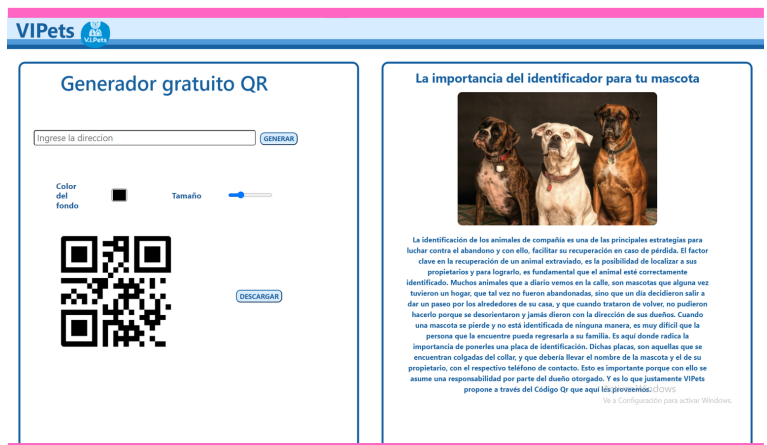 VIPets
V.I.Pets
Generador gratuito QR
Ingrese la direccion
GENERAR
Color
del
fondo
Tamaño
DESCARGAR
La importancia del identificador para tu mascota
La identificación de los animales de compañía es una de las principales estrategias para
luchar contra el abandono y con ello, facilitar su recuperación en caso de pérdida. El factor
clave en la recuperación de un animal extraviado, es la posibilidad de localizar a sus
propietarios y para lograrlo, es fundamental que el animal esté correctamente
identificado. Muchos animales que a diario vemos en la calle, son mascotas que alguna vez
tuvieron un hogar, que tal vez no fueron abandonadas, sino que un día decidieron salir a
dar un paseo por los alrededores de su casa, y que cuando trataron de volver, no pudieron
hacerlo porque se desorientaron y jamás dieron con la dirección de sus dueños. Cuando
una mascota se pierde y no está identificada de ninguna manera, es muy difícil que la
persona que la encuentre pueda regresarla a su familia. Es aquí donde radica la
importancia de ponerles una placa de identificación. Dichas placas, son aquellas que se
encuentran colgadas del collar, y que debería llevar el nombre de la mascota y el de su
propietario, con el respectivo teléfono de contacto. Esto es importante porque con ello se
asume una responsabilidad por parte del dueño otorgado. Y es lo que justamente VIPets
propone a través del Código Qr que aquí les ofrecemos.
Ve a Configuración para activar Windows.